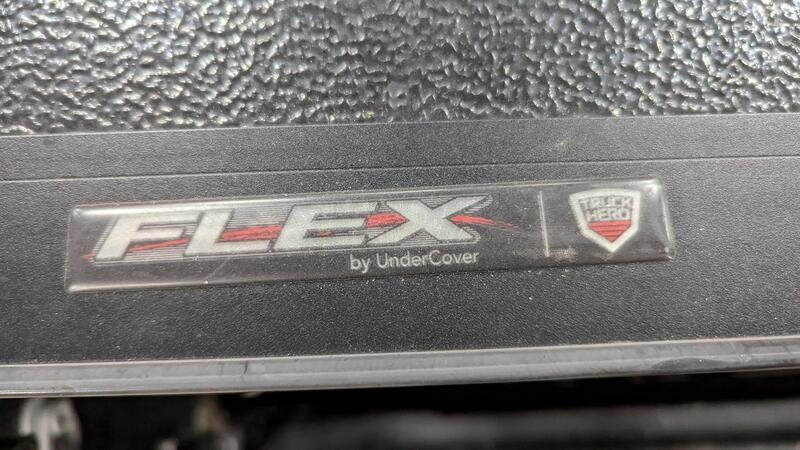 FLEX
by UnderCover
TRUCK
HERO